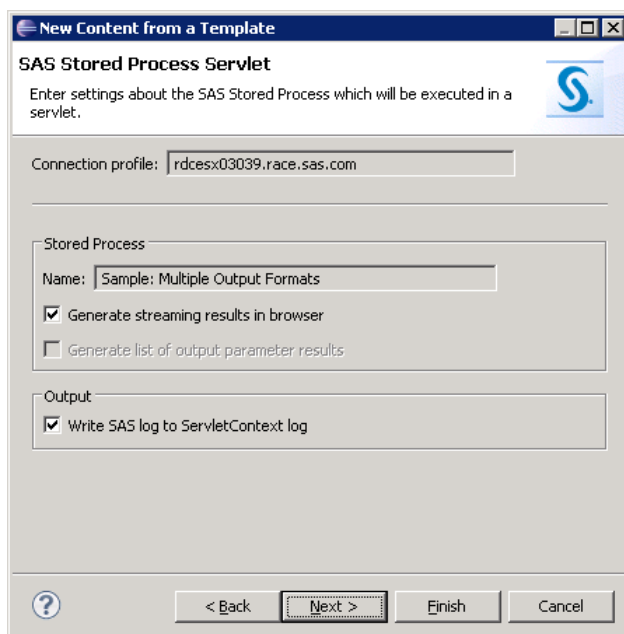 New Content from a Template
SAS Stored Process Servlet
Enter settings about the SAS Stored Process which will be executed in a
servlet.
Connection profile: rdcesx03039.race.sas.com
Stored Process
Name: Sample: Multiple Output Formats
Generate streaming results in browser
Generate list of output parameter results
Output
Write SAS log to ServletContext log
? < Back Next > Finish Cancel